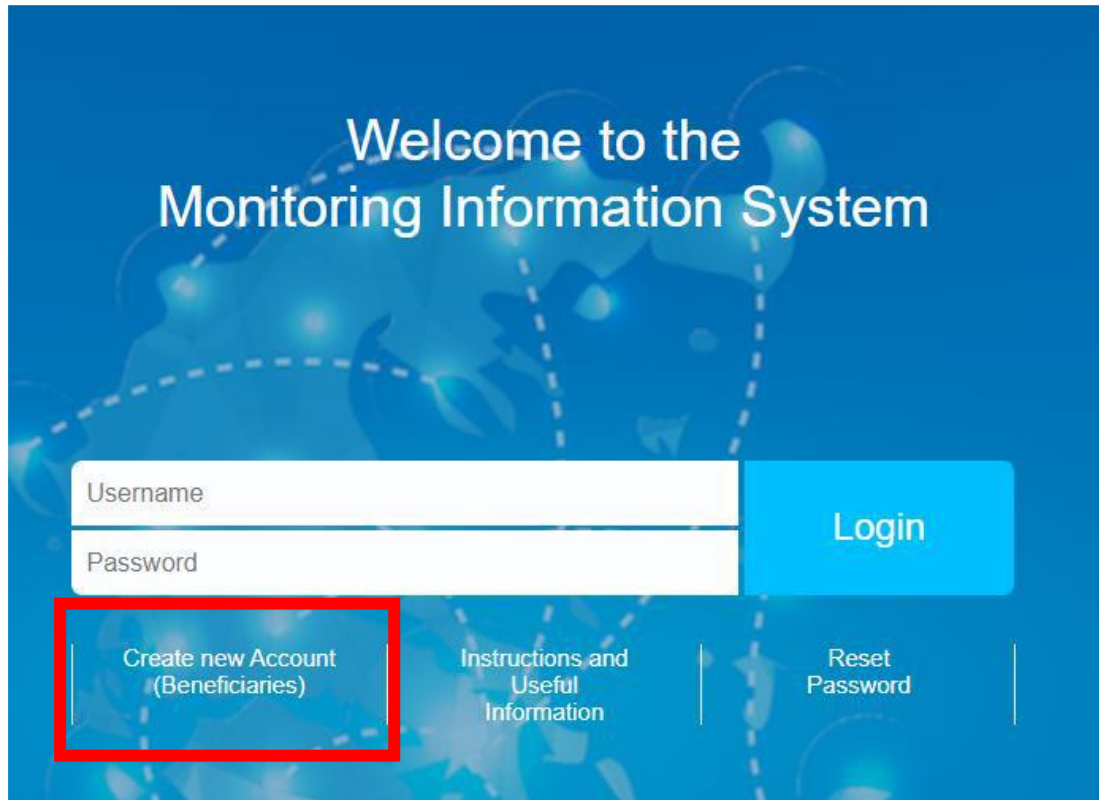 Welcome to the
Monitoring Information System
Username
Password
Login
Create new Account
(Beneficiaries)
Instructions and
Useful
Information
Reset
Password